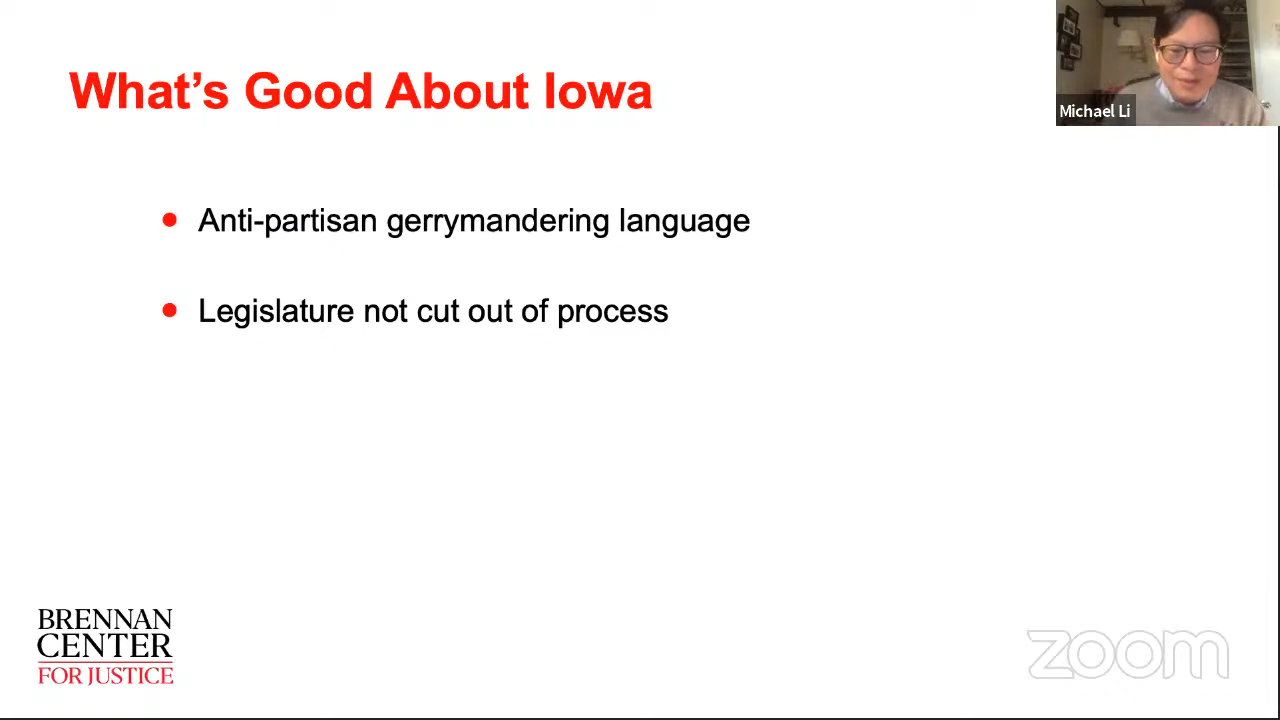 What's Good About Iowa
Michael Li
Anti-partisan gerrymandering language
Legislature not cut out of process
BRENNAN
CENTER
FOR JUSTICE
zoom